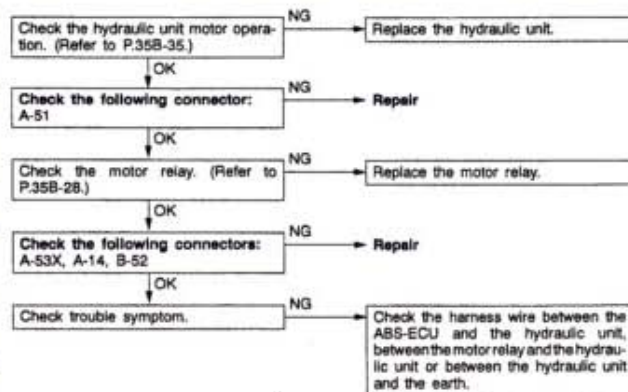 Check the hydraulic unit motor opera-
tion. (Refer to P.35B-35.)
NG
Replace the hydraulic unit.
OK
Check the following connector:
A-51
NG
Repair
OK
Check the motor relay. (Refer to
P.35B-28.)
NG
Replace the motor relay.
OK
Check the following connectors:
A-53X, A-14, B-52
NG
Repair
OK
Check trouble symptom.
NG
Check the harness wire between the
ABS-ECU and the hydraulic unit,
between the motor relay and the hydrau-
lic unit or between the hydraulic unit
and the earth.